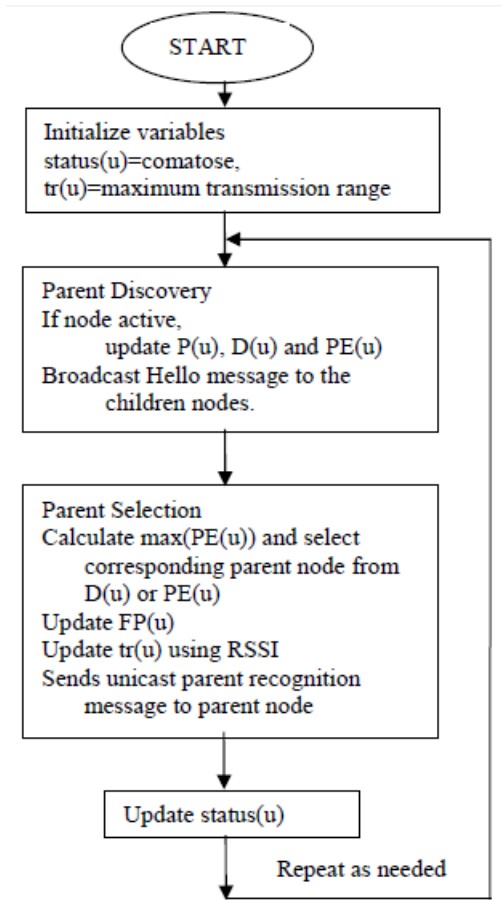 START
Initialize variables
status(u)=comatose,
tr(u)=maximum transmission range
Parent Discovery
If node active,
update P(u), D(u) and PE(u)
Broadcast Hello message to the
children nodes.
Parent Selection
Calculate max(PE(u)) and select
corresponding parent node from
D(u) or PE(u)
Update FP(u)
Update tr(u) using RSSI
Sends unicast parent recognition
message to parent node
Update status(u)
Repeat as needed